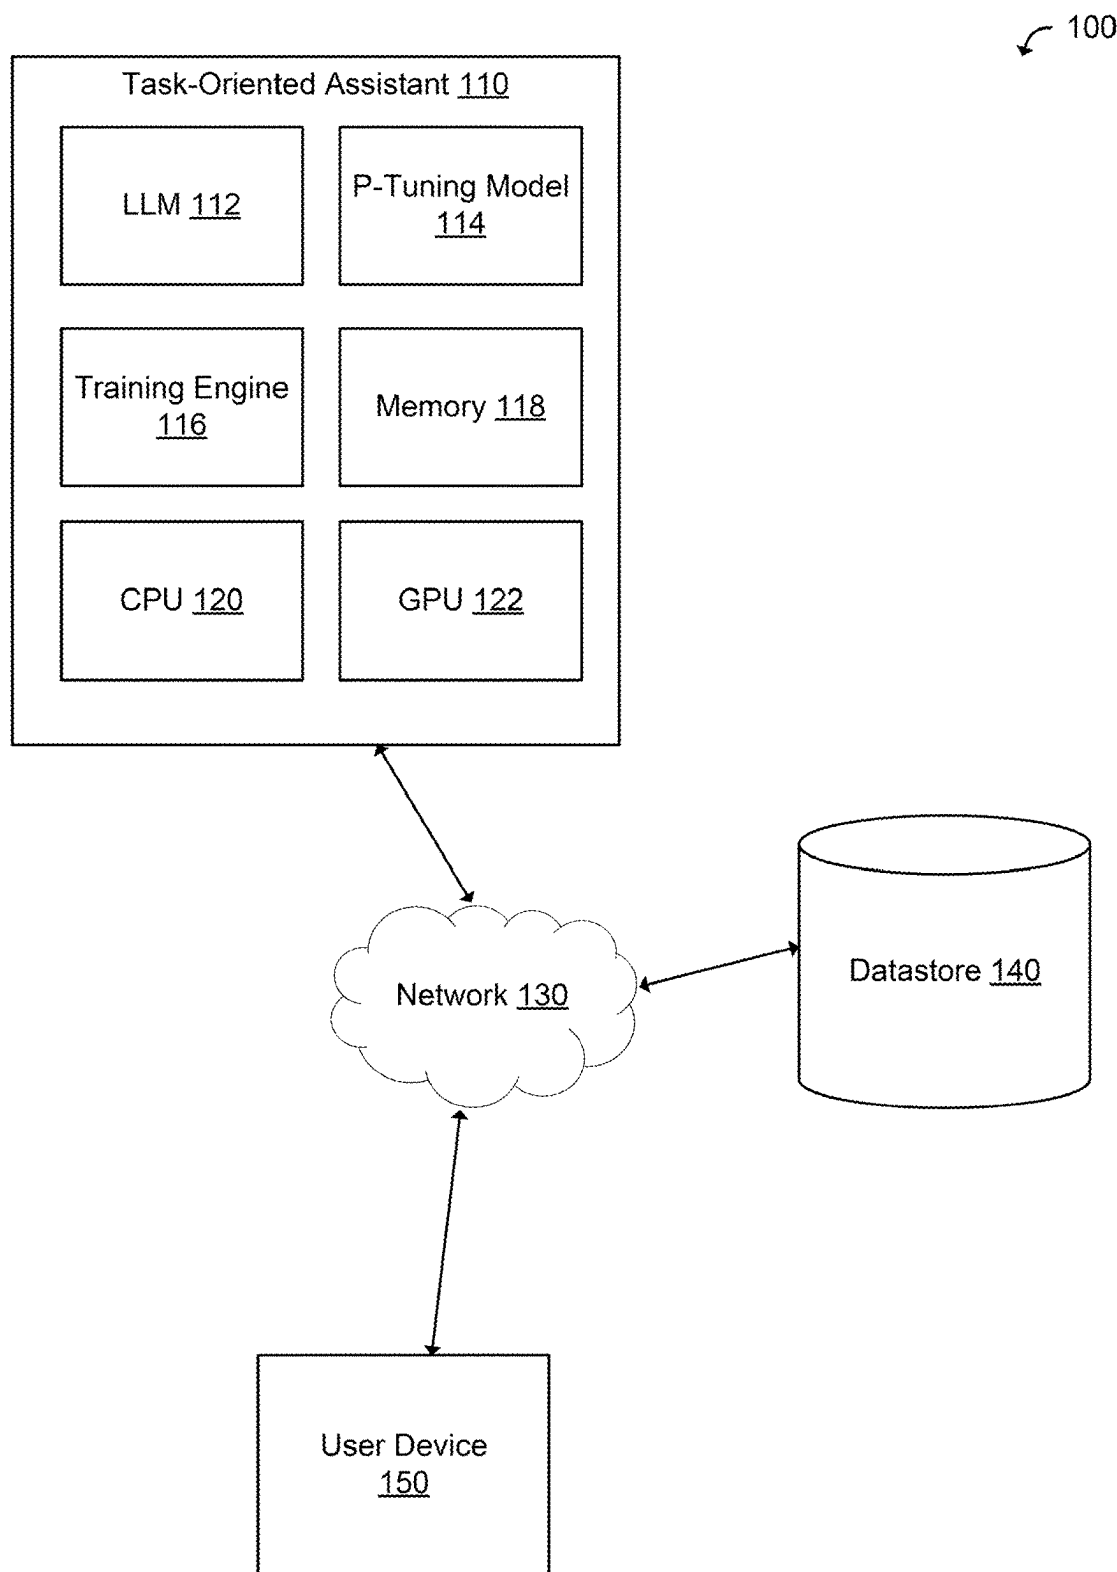 100
Task-Oriented Assistant 110
LLM 112
P-Tuning Model
114
Training Engine
116
Memory 118
CPU 120
GPU 122
Network 130
Datastore 140
User Device
150